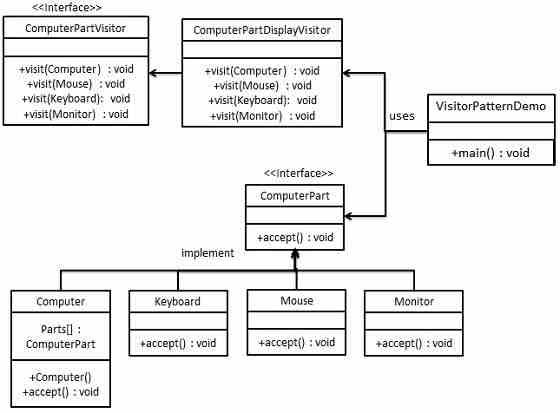 <<Interface>>
ComputerPartVisitor
+visit(Computer) : void
+visit(Mouse) : void
+visit(Keyboard): void
+visit(Monitor) : void
ComputerPartDisplayVisitor
+visit(Computer) : void
+visit(Mouse) : void
+visit(Keyboard): void
+visit(Monitor) : void
uses
VisitorPatternDemo
+main() : void
<<Interface>>
ComputerPart
+accept() : void
implement
Computer
Parts[] :
ComputerPart
+Computer()
+accept() : void
Keyboard
+accept() : void
Mouse
+accept() : void
Monitor
+accept() : void